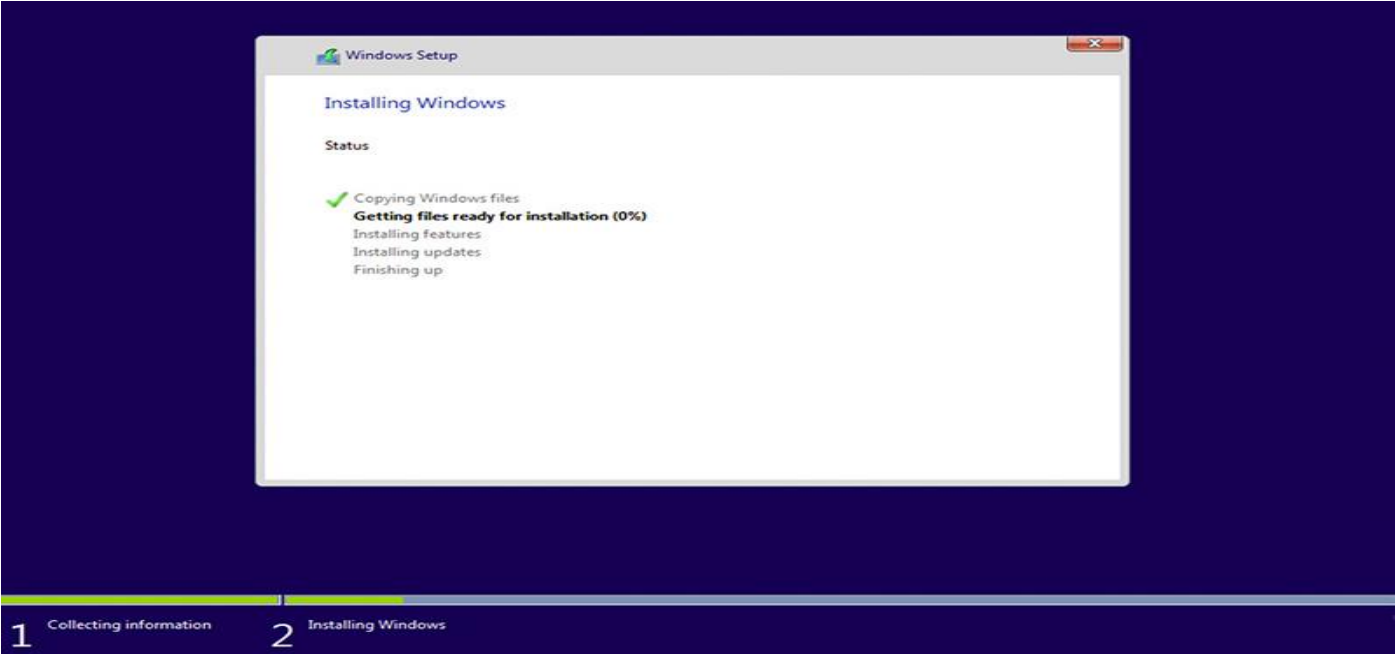 Windows Setup
Installing Windows
Status
Copying Windows files
Getting files ready for installation (0%)
Installing features
Installing updates
Finishing up
1 Collecting information
2 Installing Windows